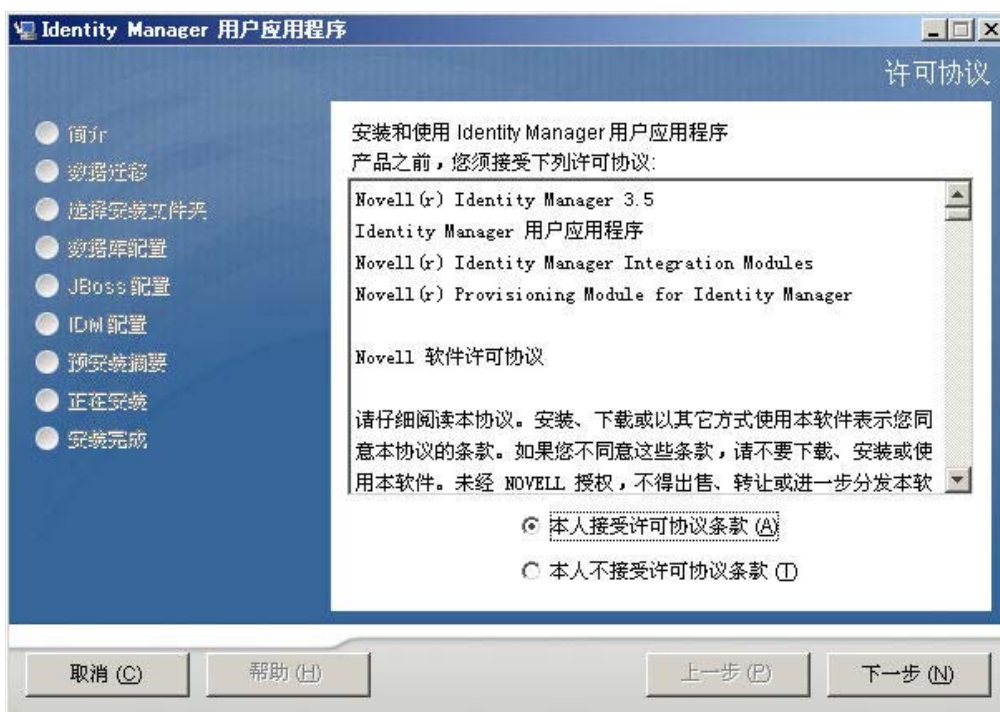 Identity Manager 用户应用程序
许可协议
简介
数据迁移
选择安装文件夹
数据库配置
JBoss 配置
IDM 配置
预安装摘要
正在安装
安装完成
安装和使用 Identity Manager 用户应用程序
产品之前，您须接受下列许可协议:
Novell(r) Identity Manager 3.5
Identity Manager 用户应用程序
Novell(r) Identity Manager Integration Modules
Novell(r) Provisioning Module for Identity Manager
Novell 软件许可协议
请仔细阅读本协议。安装、下载或以其它方式使用本软件表示您同
意本协议的条款。如果您不同意这些条款，请不要下载、安装或使
用本软件。未经 NOVELL 授权，不得出售、转让或进一步分发本软
本人接受许可协议条款 (A)
本人不接受许可协议条款 (T)
取消 (C)
帮助 (H)
上一步 (P)
下一步 (N)